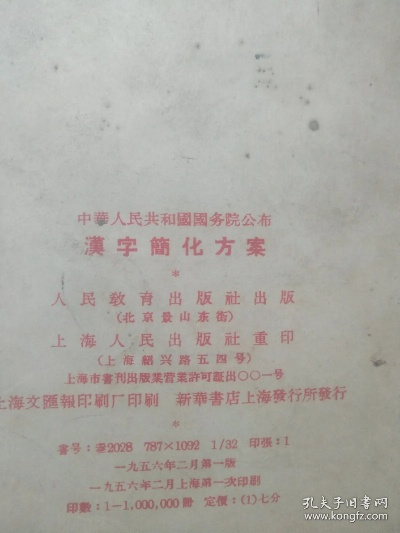 中華人民共和國國务院公布
漢字簡化方案
*
人民教育出版社出版
(北京景山东街)
上海人民出版社重印
(上海紹兴路五四号)
上海市書刊出版業营業許可証出〇〇一号
上海文匯報印刷厂印刷 新華書店上海發行所發行
*
書号:参2028 787×1092 1/32 印張:1
一九五六年二月第一版
一九五六年二月上海第一次印刷
印数:1—1,000,000册 定價:(1)七分
孔夫子旧书网
kongfz.com